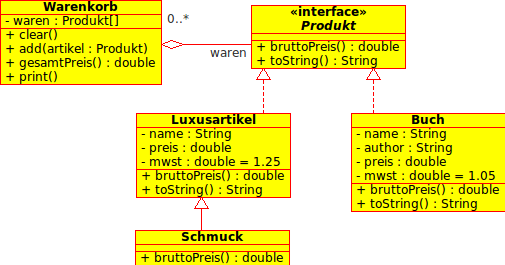 Warenkorb
- waren : Produkt[]
+ clear()
+ add(artikel : Produkt)
+ gesamtPreis() : double
+ print()
0..*
waren
«interface»
Produkt
+ bruttoPreis() : double
+ toString() : String
Luxusartikel
- name : String
- preis : double
- mwst : double = 1.25
+ bruttoPreis() : double
+ toString() : String
Buch
- name : String
- author : String
- preis : double
- mwst : double = 1.05
+ bruttoPreis() : double
+ toString() : String
Schmuck
+ bruttoPreis() : double